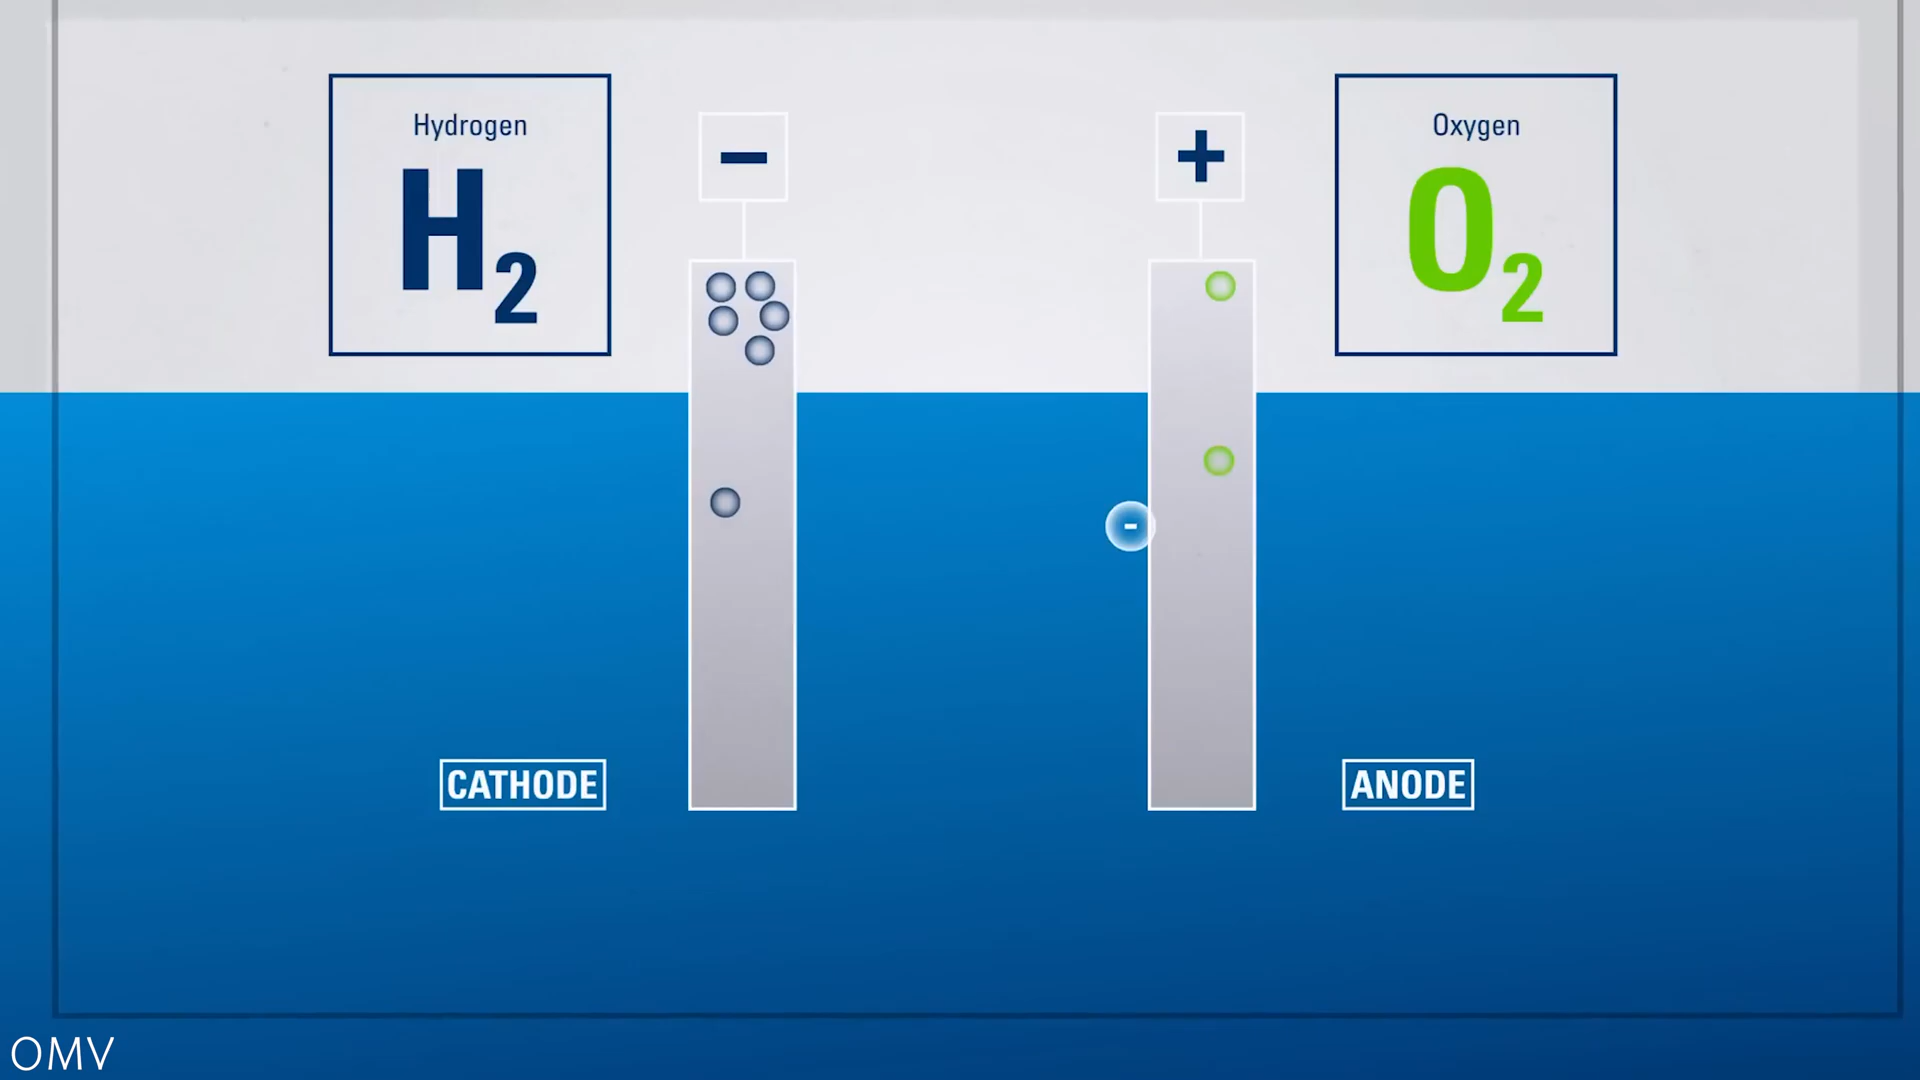 Hydrogen
H2
−
+
Oxygen
O2
-
CATHODE
ANODE
OMV